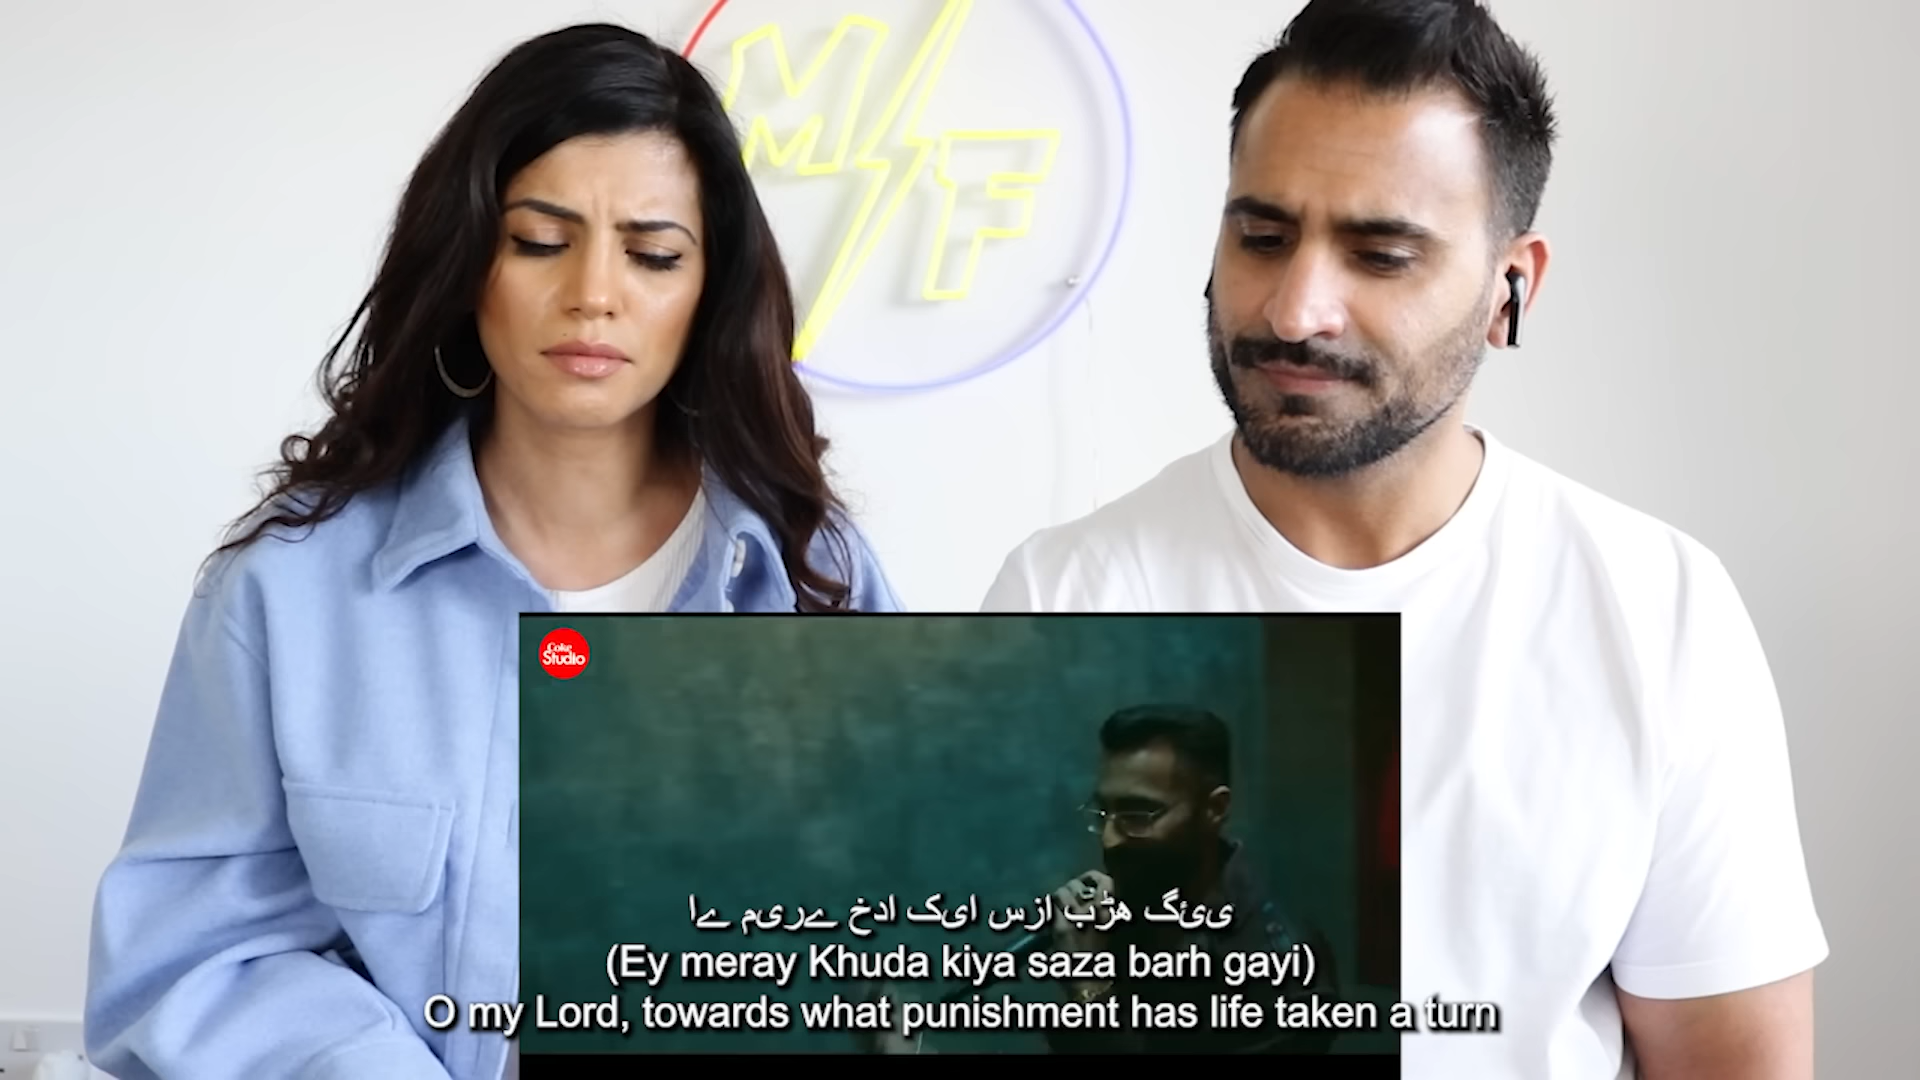 M
M F
Coke
Studio
اے میرے خدا کیا سزا بڑھ گئی
(Ey meray Khuda kiya saza barh gayi)
O my Lord, towards what punishment has life taken a turn